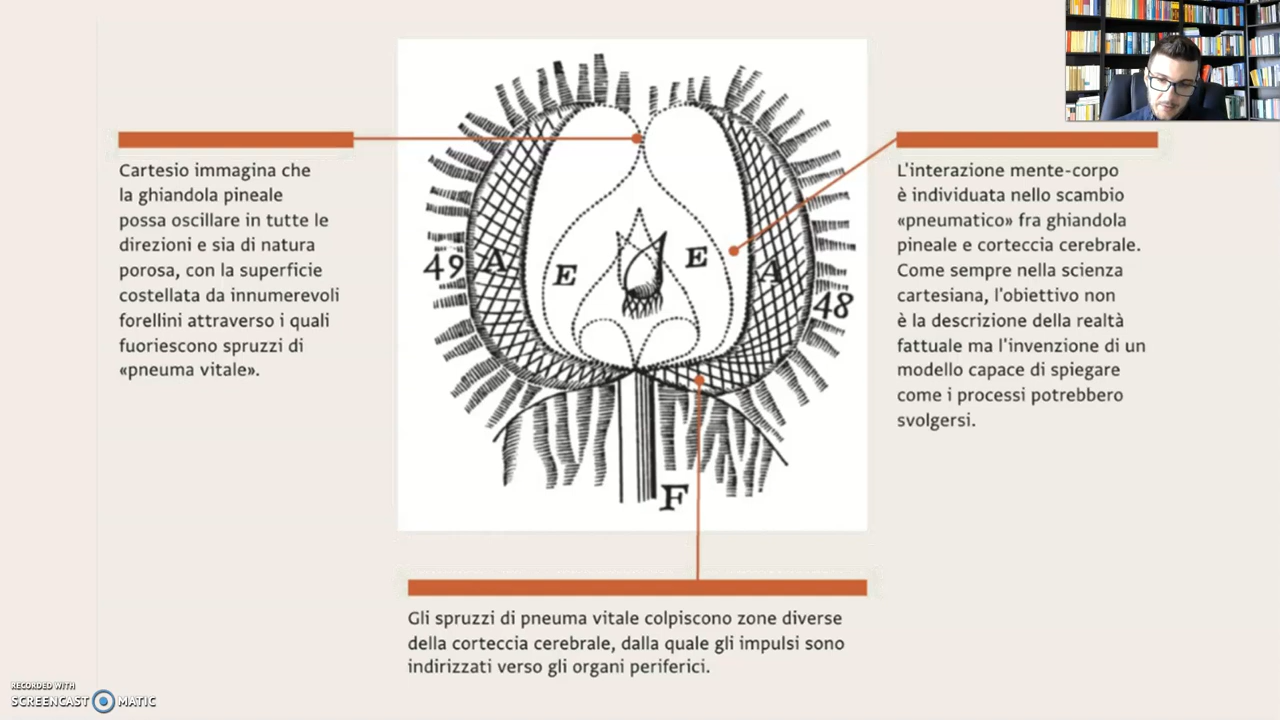 Cartesio immagina che
la ghiandola pineale
possa oscillare in tutte le
direzioni e sia di natura
porosa, con la superficie
costellata da innumerevoli
forellini attraverso i quali
fuoriescono spruzzi di
«pneuma vitale».
49
A
E
E
A
48
F
L'interazione mente-corpo
è individuata nello scambio
«pneumatico» fra ghiandola
pineale e corteccia cerebrale.
Come sempre nella scienza
cartesiana, l'obiettivo non
è la descrizione della realtà
fattuale ma l'invenzione di un
modello capace di spiegare
come i processi potrebbero
svolgersi.
Gli spruzzi di pneuma vitale colpiscono zone diverse
della corteccia cerebrale, dalla quale gli impulsi sono
indirizzati verso gli organi periferici.
RECORDED WITH
SCREENCAST MATIC